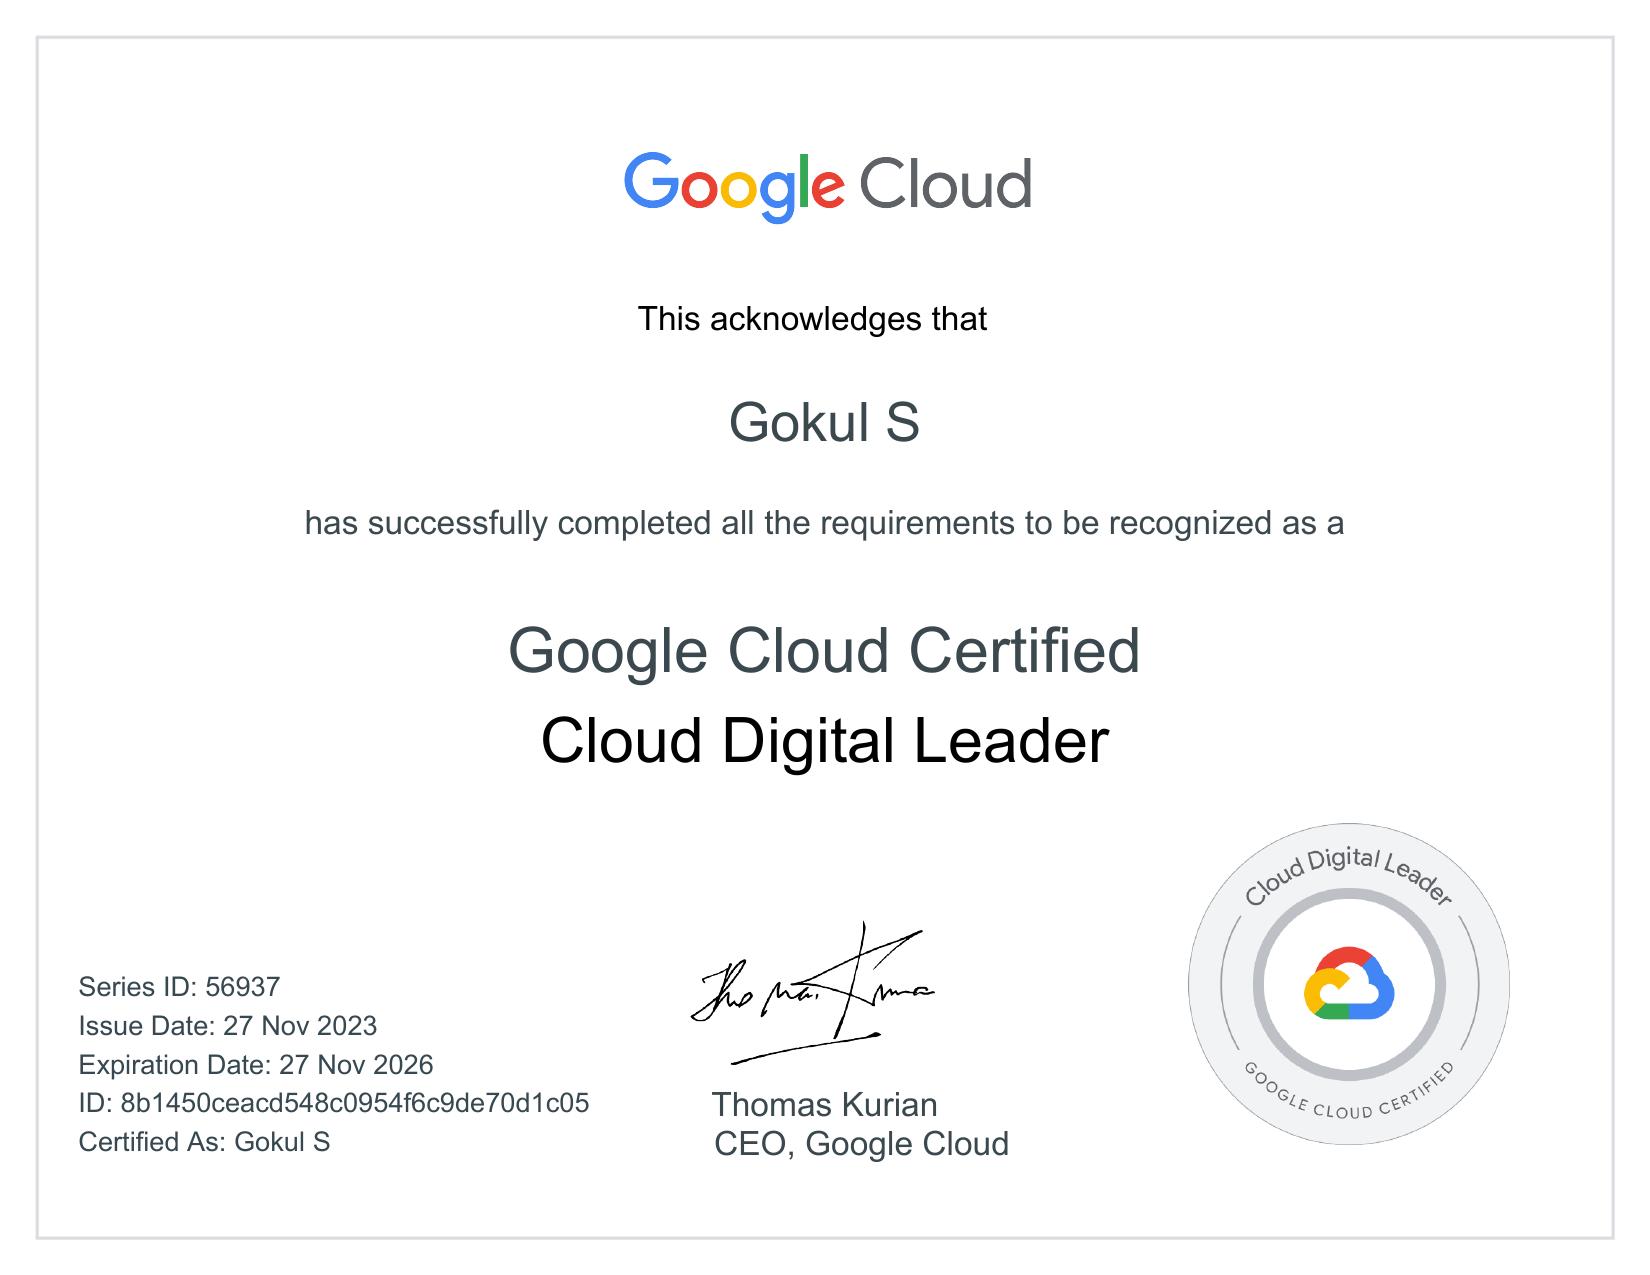 Google Cloud
This acknowledges that
Gokul S
has successfully completed all the requirements to be recognized as a
Google Cloud Certified
Cloud Digital Leader
Series ID: 56937
Issue Date: 27 Nov 2023
Expiration Date: 27 Nov 2026
ID: 8b1450ceacd548c0954f6c9de70d1c05
Certified As: Gokul S
Thomas Kurian
Thomas Kurian
CEO, Google Cloud
Cloud Digital Leader
GOOGLE CLOUD CERTIFIED